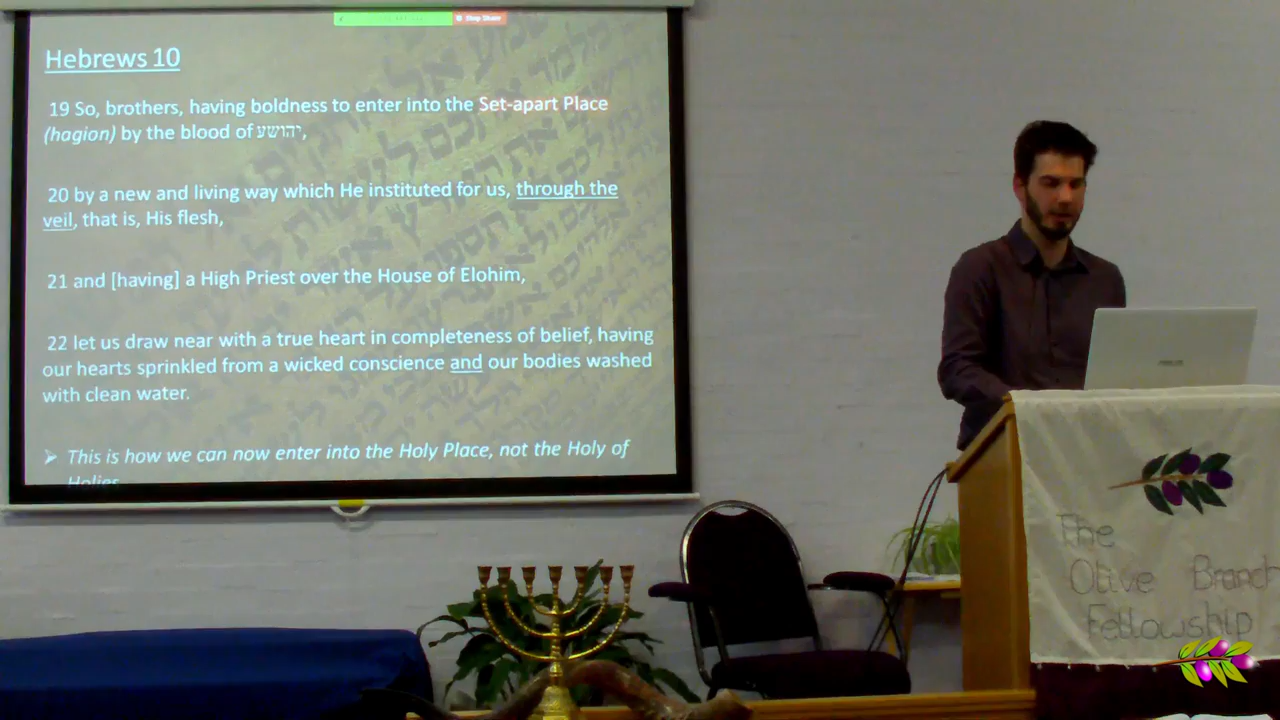 Stop Share
Hebrews 10
19 So, brothers, having boldness to enter into the Set-apart Place
(hagion) by the blood of יהושע,
20 by a new and living way which He instituted for us, through the
veil, that is, His flesh,
21 and [having] a High Priest over the House of Elohim,
22 let us draw near with a true heart in completeness of belief, having
our hearts sprinkled from a wicked conscience and our bodies washed
with clean water.
➢ This is how we can now enter into the Holy Place, not the Holy of
Holies
The
Olive Branch
Fellowship